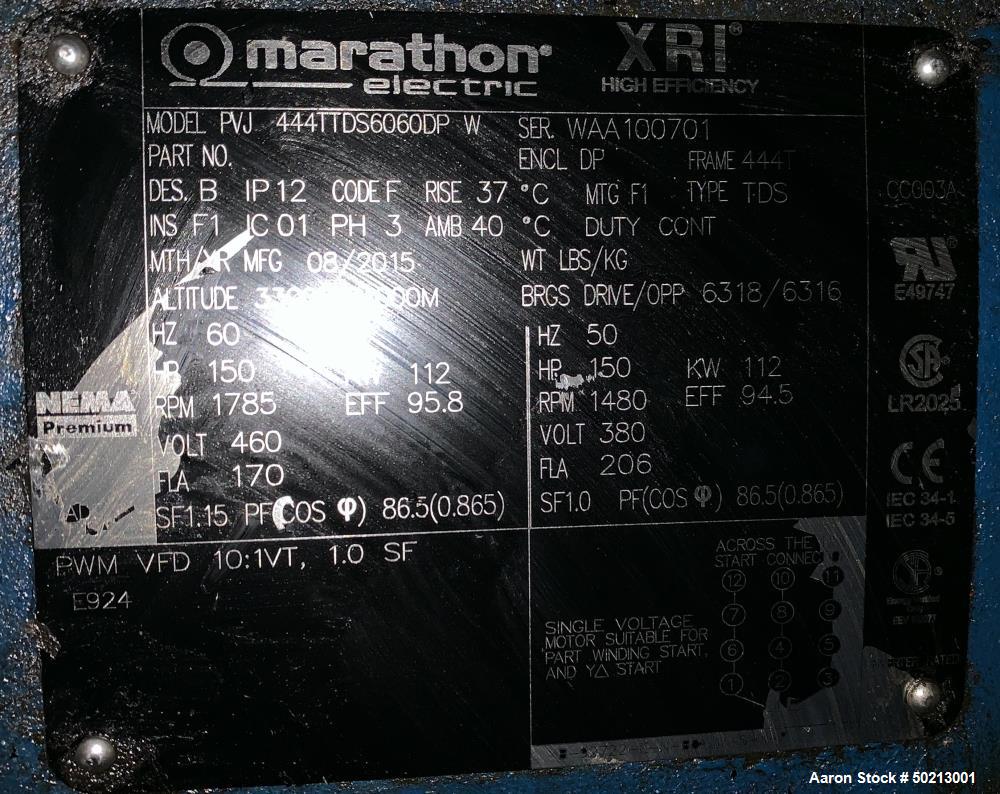 marathon®
electric
XRI®
HIGH EFFICIENCY
MODEL PVJ 444TTDS6060DP W SER. WAA100701
PART NO. ENCL DP FRAME 444T
DES. B IP 12 CODE F RISE 37 °C MTG F1 TYPE TDS
INS F1 IC 01 PH 3 AMB 40 °C DUTY CONT
MTH/YR MFG 08/2015 WT LBS/KG
ALTITUDE BRGS DRIVE/OPP 6318/6316
HZ 60
150 112
RPM 1785 EFF 95.8
VOLT 460
FLA 170
SF1.15 PF(COS φ) 86.5(0.865)
HZ 50
HP 150 KW 112
RPM 1480 EFF 94.5
VOLT 380
FLA 206
SF1.0 PF(COS φ) 86.5(0.865)
NEMA
Premium
CC003A
RU®
E49747
SA
LR2025
CE
IEC 34-1
IEC 34-5
PWM VFD 10:1VT, 1.0 SF
E924
SINGLE VOLTAGE
MOTOR SUITABLE FOR
PART WINDING START,
AND Y∆ START
ACROSS THE
START CONNECT
12 10 11
7 8 9
6 4 5
1 2 3
Aaron Stock # 50213001